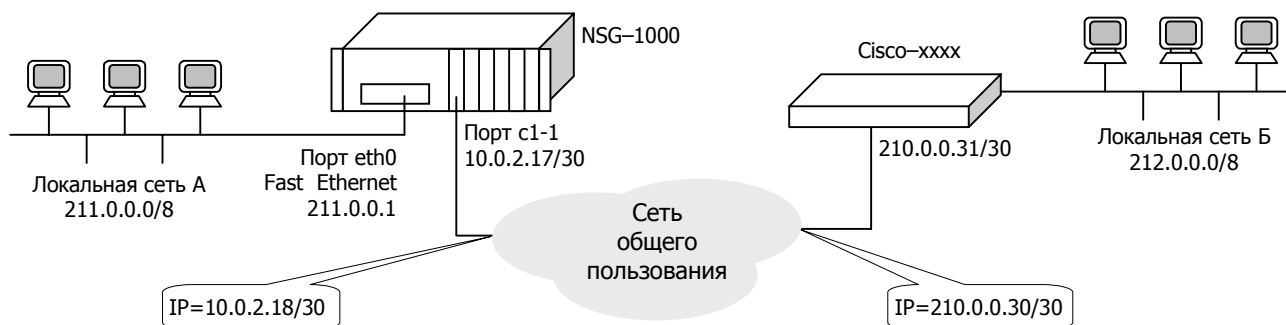 NSG–1000
Cisco–xxxx
Порт c1-1
10.0.2.17/30
Порт eth0
Fast Ethernet
211.0.0.1
Локальная сеть А
211.0.0.0/8
210.0.0.31/30
Локальная сеть Б
212.0.0.0/8
Сеть
общего
пользования
IP=10.0.2.18/30
IP=210.0.0.30/30